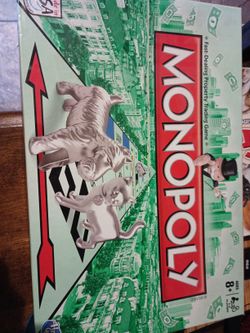 Fast-Dealing Property Trading Game
MONOPOLY
8+